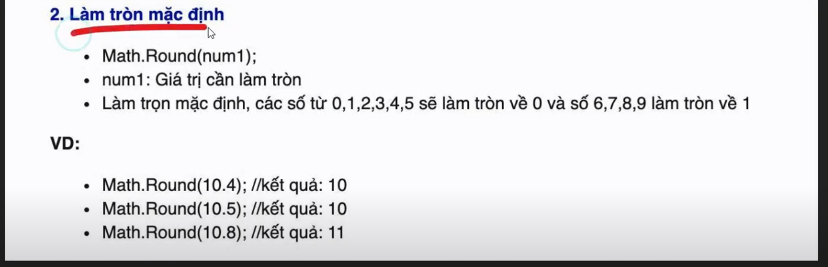 2. Làm tròn mặc định
• Math.Round(num1);
• num1: Giá trị cần làm tròn
• Làm trọn mặc định, các số từ 0,1,2,3,4,5 sẽ làm tròn về 0 và số 6,7,8,9 làm tròn về 1
VD:
• Math.Round(10.4); //kết quả: 10
• Math.Round(10.5); //kết quả: 10
• Math.Round(10.8); //kết quả: 11